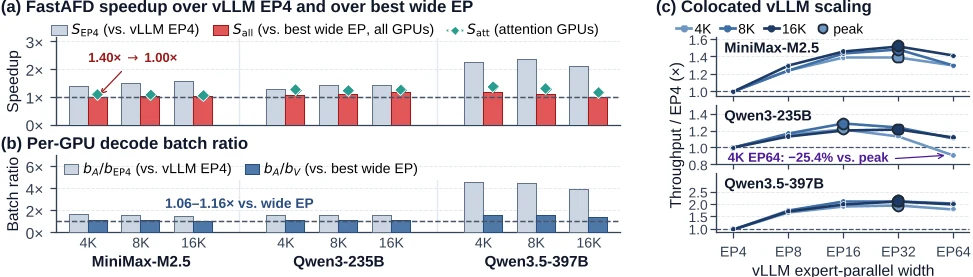 (a) FastAFD speedup over vLLM EP4 and over best wide EP
S_EP4 (vs. vLLM EP4) S_all (vs. best wide EP, all GPUs) S_att (attention GPUs)
3×
2×
1×
0×
Speedup
1.40× → 1.00×
(b) Per-GPU decode batch ratio
b_A/b_EP4 (vs. vLLM EP4) b_A/b_V (vs. best wide EP)
6×
4×
2×
0×
Batch ratio
1.06–1.16× vs. wide EP
4K 8K 16K 4K 8K 16K 4K 8K 16K
MiniMax-M2.5 Qwen3-235B Qwen3.5-397B
(c) Colocated vLLM scaling
4K 8K 16K peak
MiniMax-M2.5
1.6
1.4
1.2
1.0
Throughput / EP4 (×)
Qwen3-235B
1.4
1.2
1.0
0.8
4K EP64: −25.4% vs. peak
Qwen3.5-397B
2.5
2.0
1.5
1.0
EP4 EP8 EP16 EP32 EP64
vLLM expert-parallel width